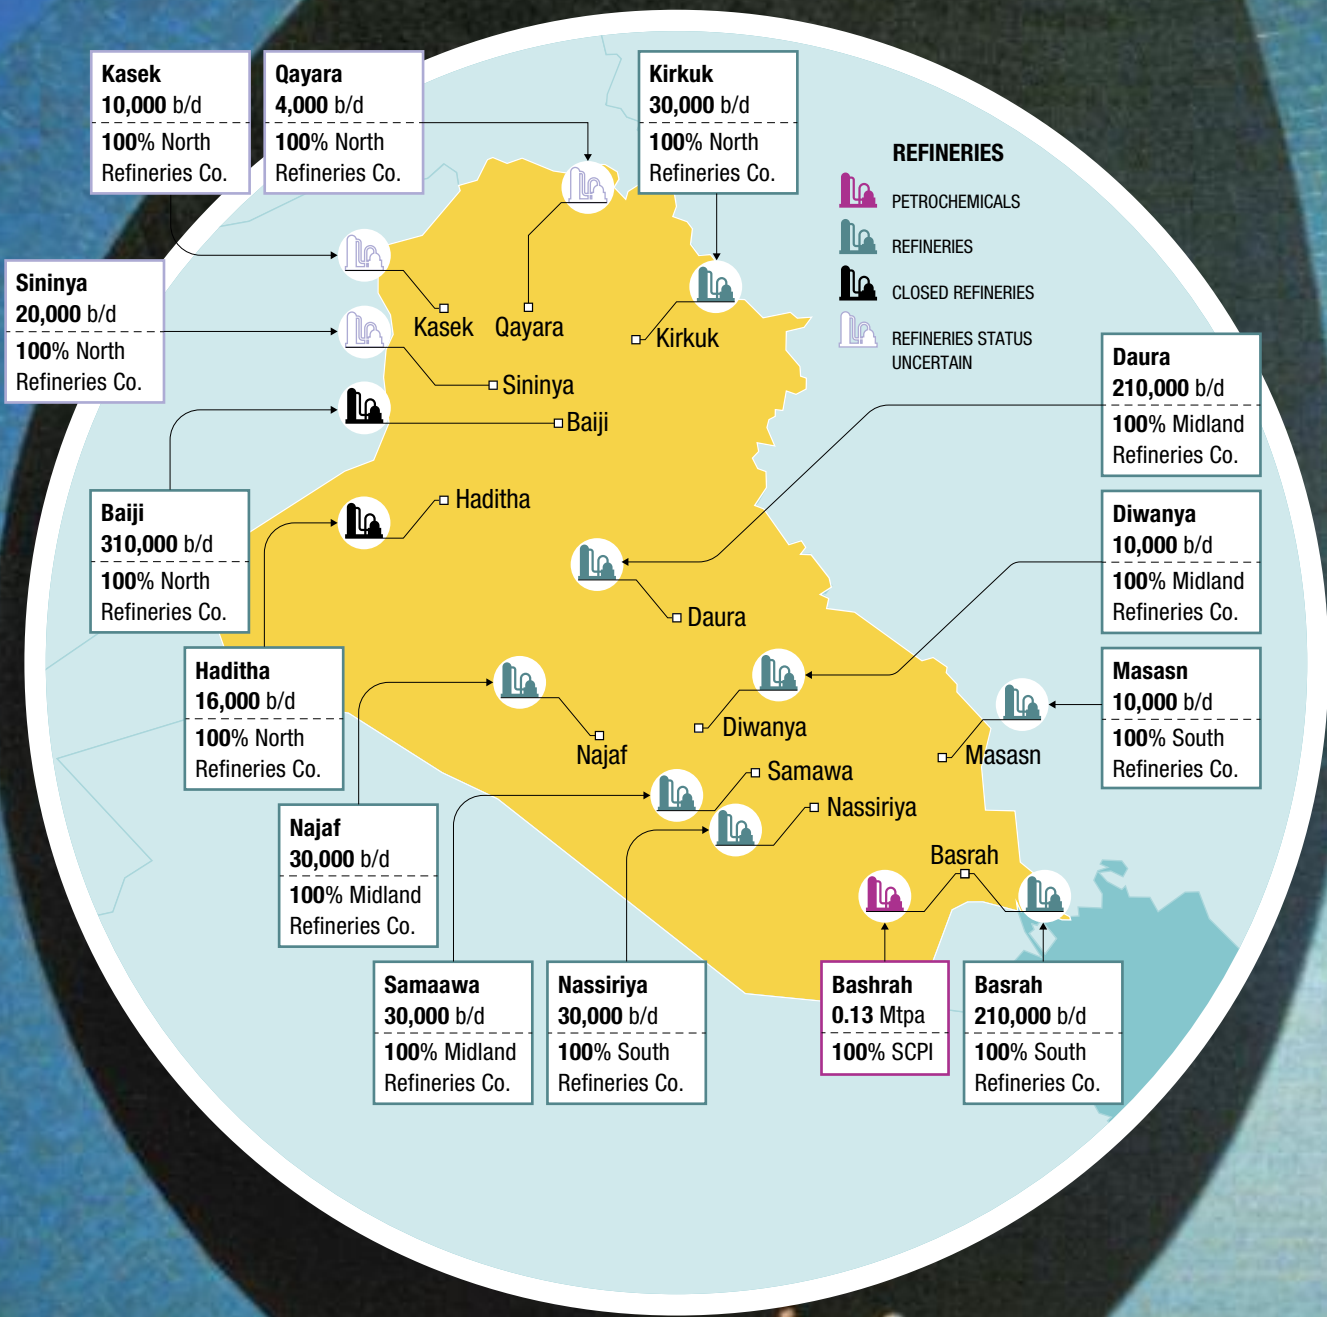 Kasek
10,000 b/d
100% North
Refineries Co.
Qayara
4,000 b/d
100% North
Refineries Co.
Kirkuk
30,000 b/d
100% North
Refineries Co.
REFINERIES
PETROCHEMICALS
REFINERIES
CLOSED REFINERIES
REFINERIES STATUS
UNCERTAIN
Sininya
20,000 b/d
100% North
Refineries Co.
Kasek
Qayara
Kirkuk
Sininya
Baiji
Haditha
Daura
210,000 b/d
100% Midland
Refineries Co.
Baiji
310,000 b/d
100% North
Refineries Co.
Diwanya
10,000 b/d
100% Midland
Refineries Co.
Daura
Haditha
16,000 b/d
100% North
Refineries Co.
Masasn
10,000 b/d
100% South
Refineries Co.
Najaf
Diwanya
Masasn
Samawa
Nassiriya
Basrah
Najaf
30,000 b/d
100% Midland
Refineries Co.
Samaawa
30,000 b/d
100% Midland
Refineries Co.
Nassiriya
30,000 b/d
100% South
Refineries Co.
Bashrah
0.13 Mtpa
100% SCPI
Basrah
210,000 b/d
100% South
Refineries Co.